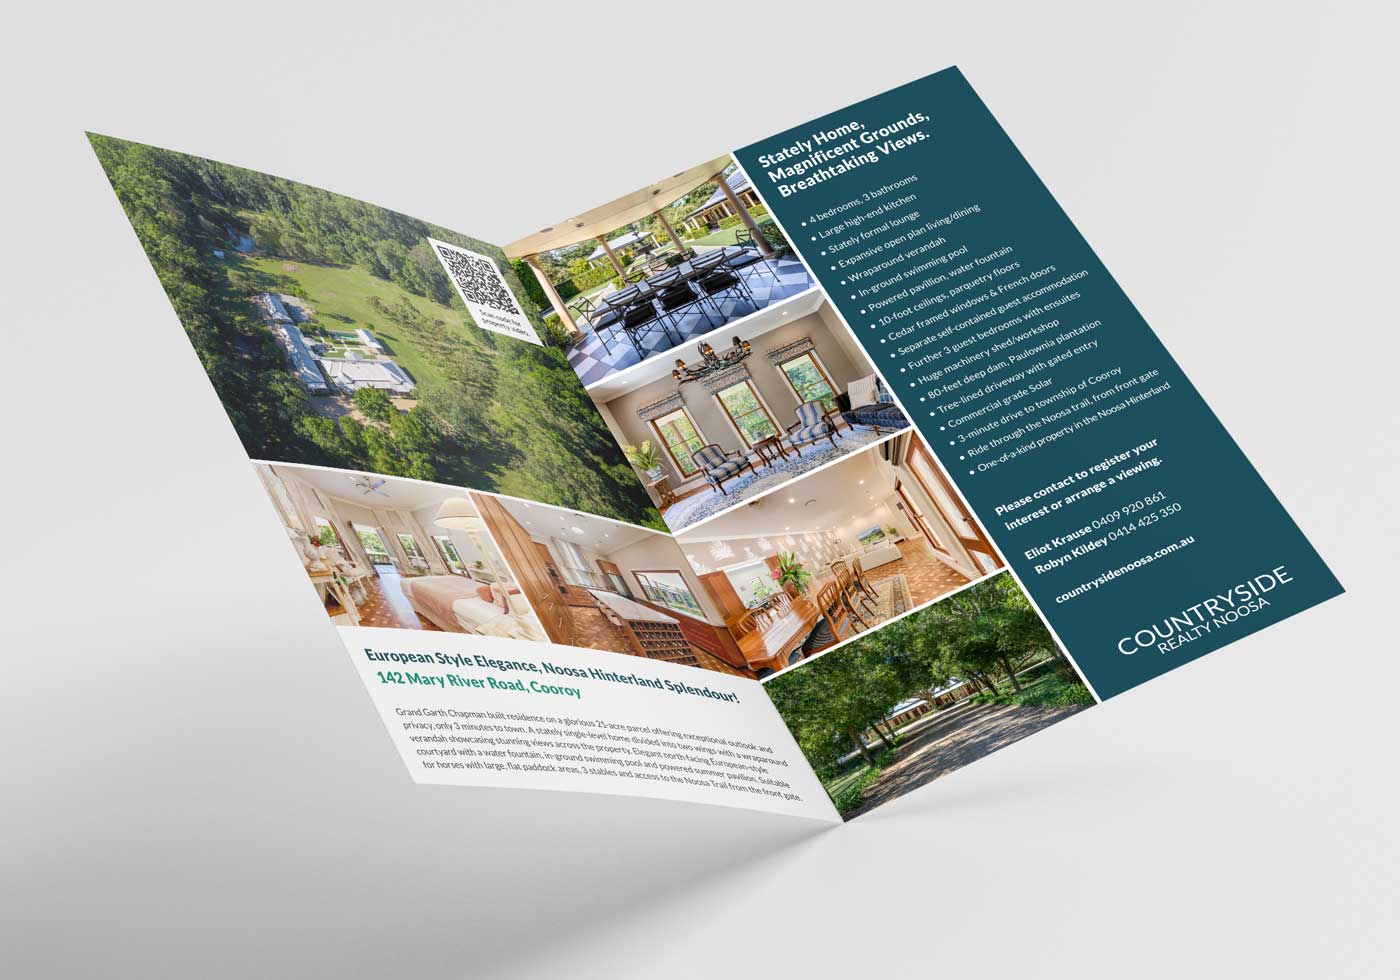 Scan code for
property video.
European Style Elegance, Noosa Hinterland Splendour!
142 Mary River Road, Cooroy
Grand Garth Chapman built residence on a glorious 21-acre parcel offering exceptional outlook and
privacy, only 3 minutes to town. A stately single-level home divided into two wings with a wraparound
verandah showcasing stunning views across the property. Elegant north facing European-style
courtyard with a water fountain, in-ground swimming pool and powered summer pavilion. Suitable
for horses with large, flat paddock areas, 3 stables and access to the Noosa Trail from the front gate.
Stately Home,
Magnificent Grounds,
Breathtaking Views.
• 4 bedrooms, 3 bathrooms
• Large high-end kitchen
• Stately formal lounge
• Expansive open plan living/dining
• Wraparound verandah
• In-ground swimming pool
• Powered pavilion, water fountain
• 10-foot ceilings, parquetry floors
• Cedar framed windows & French doors
• Separate self-contained guest accommodation
• Further 3 guest bedrooms with ensuites
• Huge machinery shed/workshop
• 80-feet deep dam, Paulownia plantation
• Tree-lined driveway with gated entry
• Commercial grade Solar
• 3-minute drive to township of Cooroy
• Ride through the Noosa trail, from front gate
• One-of-a-kind property in the Noosa Hinterland
Please contact to register your
interest or arrange a viewing.
Eliot Krause 0409 920 861
Robyn Kildey 0414 425 350
countrysidenoosa.com.au
COUNTRYSIDE
REALTY NOOSA